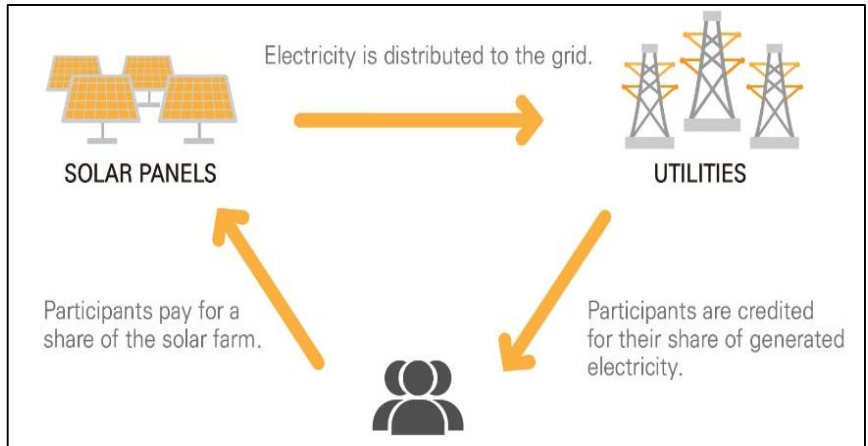 Electricity is distributed to the grid.
SOLAR PANELS
UTILITIES
Participants pay for a
share of the solar farm.
Participants are credited
for their share of generated
electricity.